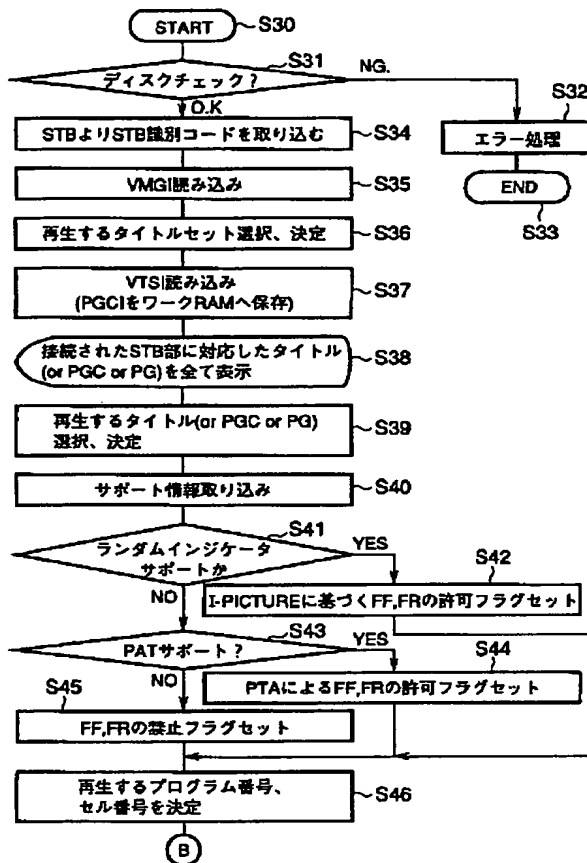 START
S30
S31
ディスクチェック?
NG.
O.K
S32
エラー処理
END
S33
STBよりSTB識別コードを取り込む
S34
VMGI読み込み
S35
再生するタイトルセット選択、決定
S36
VTSI読み込み
(PGCIをワークRAMへ保存)
S37
接続されたSTB部に対応したタイトル
(or PGC or PG)を全て表示
S38
再生するタイトル(or PGC or PG)
選択、決定
S39
サポート情報取り込み
S40
S41
ランダムインジケータ
サポートか
YES
NO
S42
I-PICTUREに基づくFF,FRの許可フラグセット
S43
PATサポート?
YES
NO
S44
PTAによるFF,FRの許可フラグセット
S45
FF,FRの禁止フラグセット
再生するプログラム番号、
セル番号を決定
S46
B